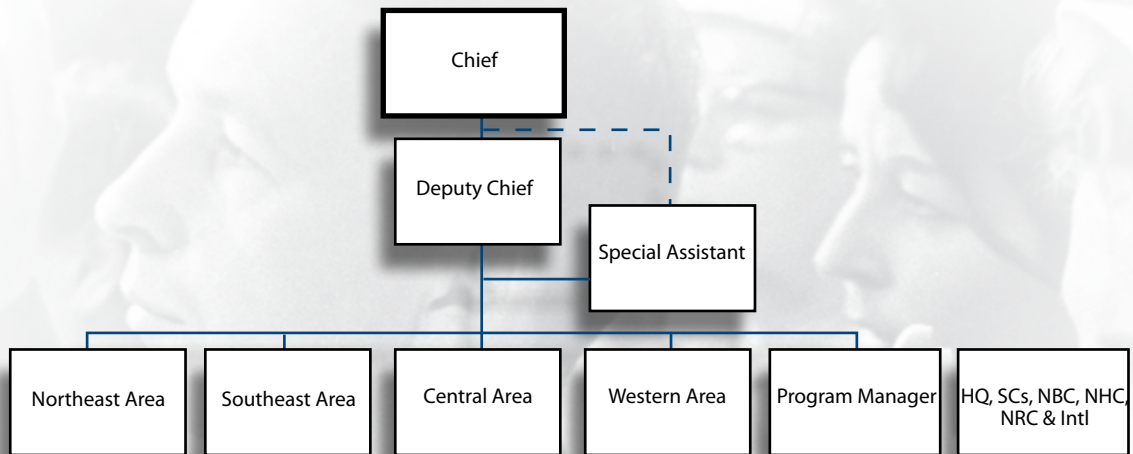 Chief
Deputy Chief
Special Assistant
Northeast Area
Southeast Area
Central Area
Western Area
Program Manager
HQ, SCs, NBC, NHC,
NRC & Intl